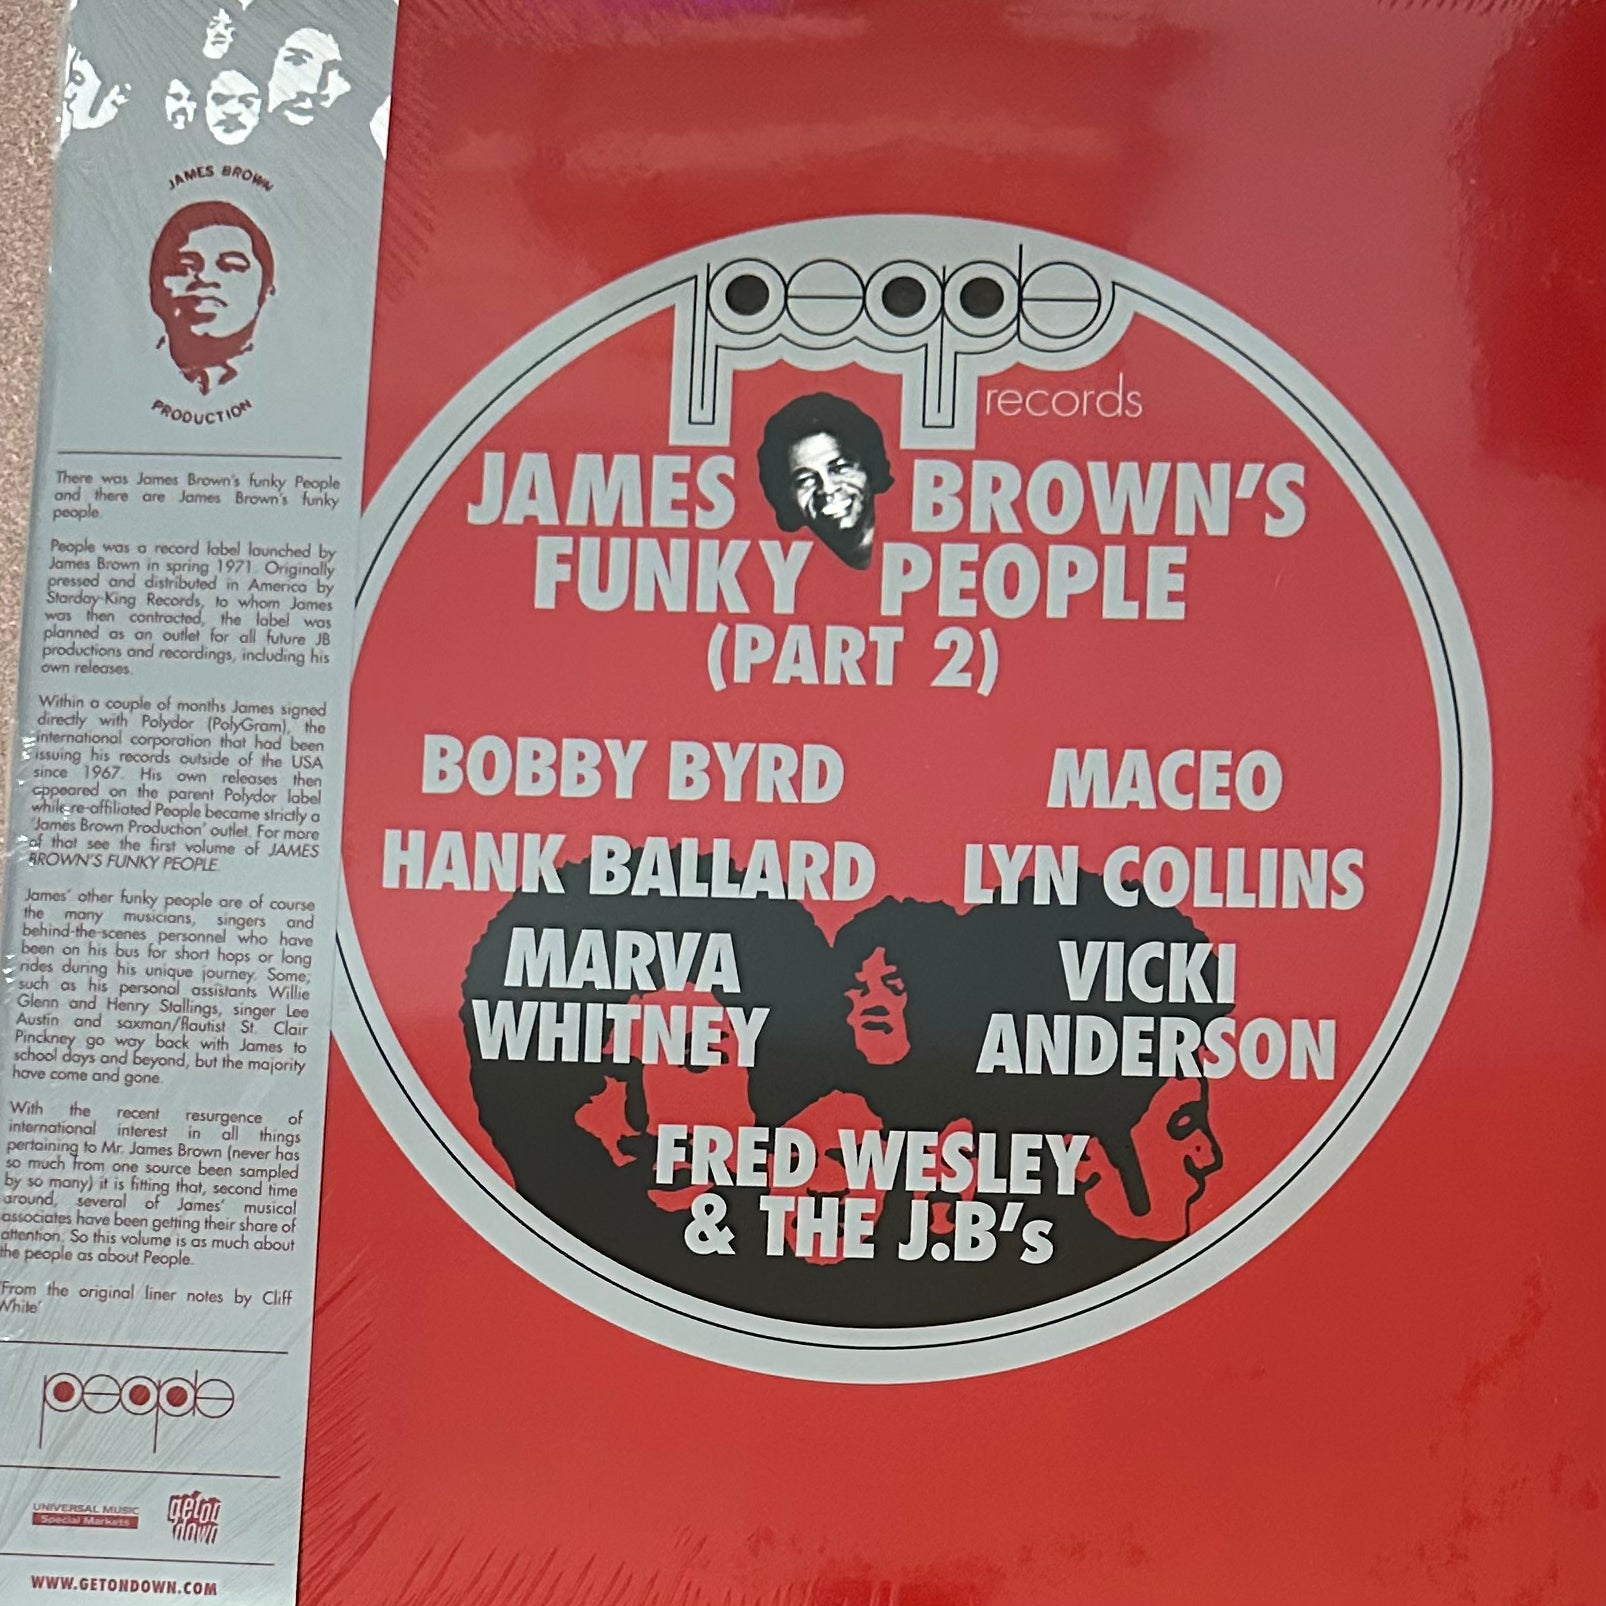 JAMES BROWN
PRODUCTION
There was James Brown's funky People
and there are James Brown's funky
people.
People was a record label launched by
James Brown in spring 1971. Originally
pressed and distributed in America by
Starday-King Records, to whom James
was then contracted, the label was
planned as an outlet for all future JB
productions and recordings, including his
own releases.
Within a couple of months James signed
directly with Polydor (PolyGram), the
international corporation that had been
issuing his records outside of the USA
since 1967. His own releases then
appeared on the parent Polydor label
while re-affiliated People became strictly a
'James Brown Production' outlet. For more
of that see the first volume of JAMES
BROWN'S FUNKY PEOPLE.
James' other funky people are of course
the many musicians, singers and
behind-the-scenes personnel who have
been on his bus for short hops or long
rides during his unique journey. Some,
such as his personal assistants Willie
Glenn and Henry Stallings, singer Lee
Austin and saxman/flautist St. Clair
Pinckney go way back with James to
school days and beyond, but the majority
have come and gone.
With the recent resurgence of
international interest in all things
pertaining to Mr. James Brown (never has
so much from one source been sampled
by so many) it is fitting that, second time
around, several of James' musical
associates have been getting their share of
attention. So this volume is as much about
the people as about People.
'From the original liner notes by Cliff
White'
people
UNIVERSAL MUSIC
Special Markets
get on
down
WWW.GETONDOWN.COM
people
records
JAMES BROWN'S
FUNKY PEOPLE
(PART 2)
BOBBY BYRD MACEO
HANK BALLARD LYN COLLINS
MARVA
WHITNEY
VICKI
ANDERSON
FRED WESLEY
& THE J.B's